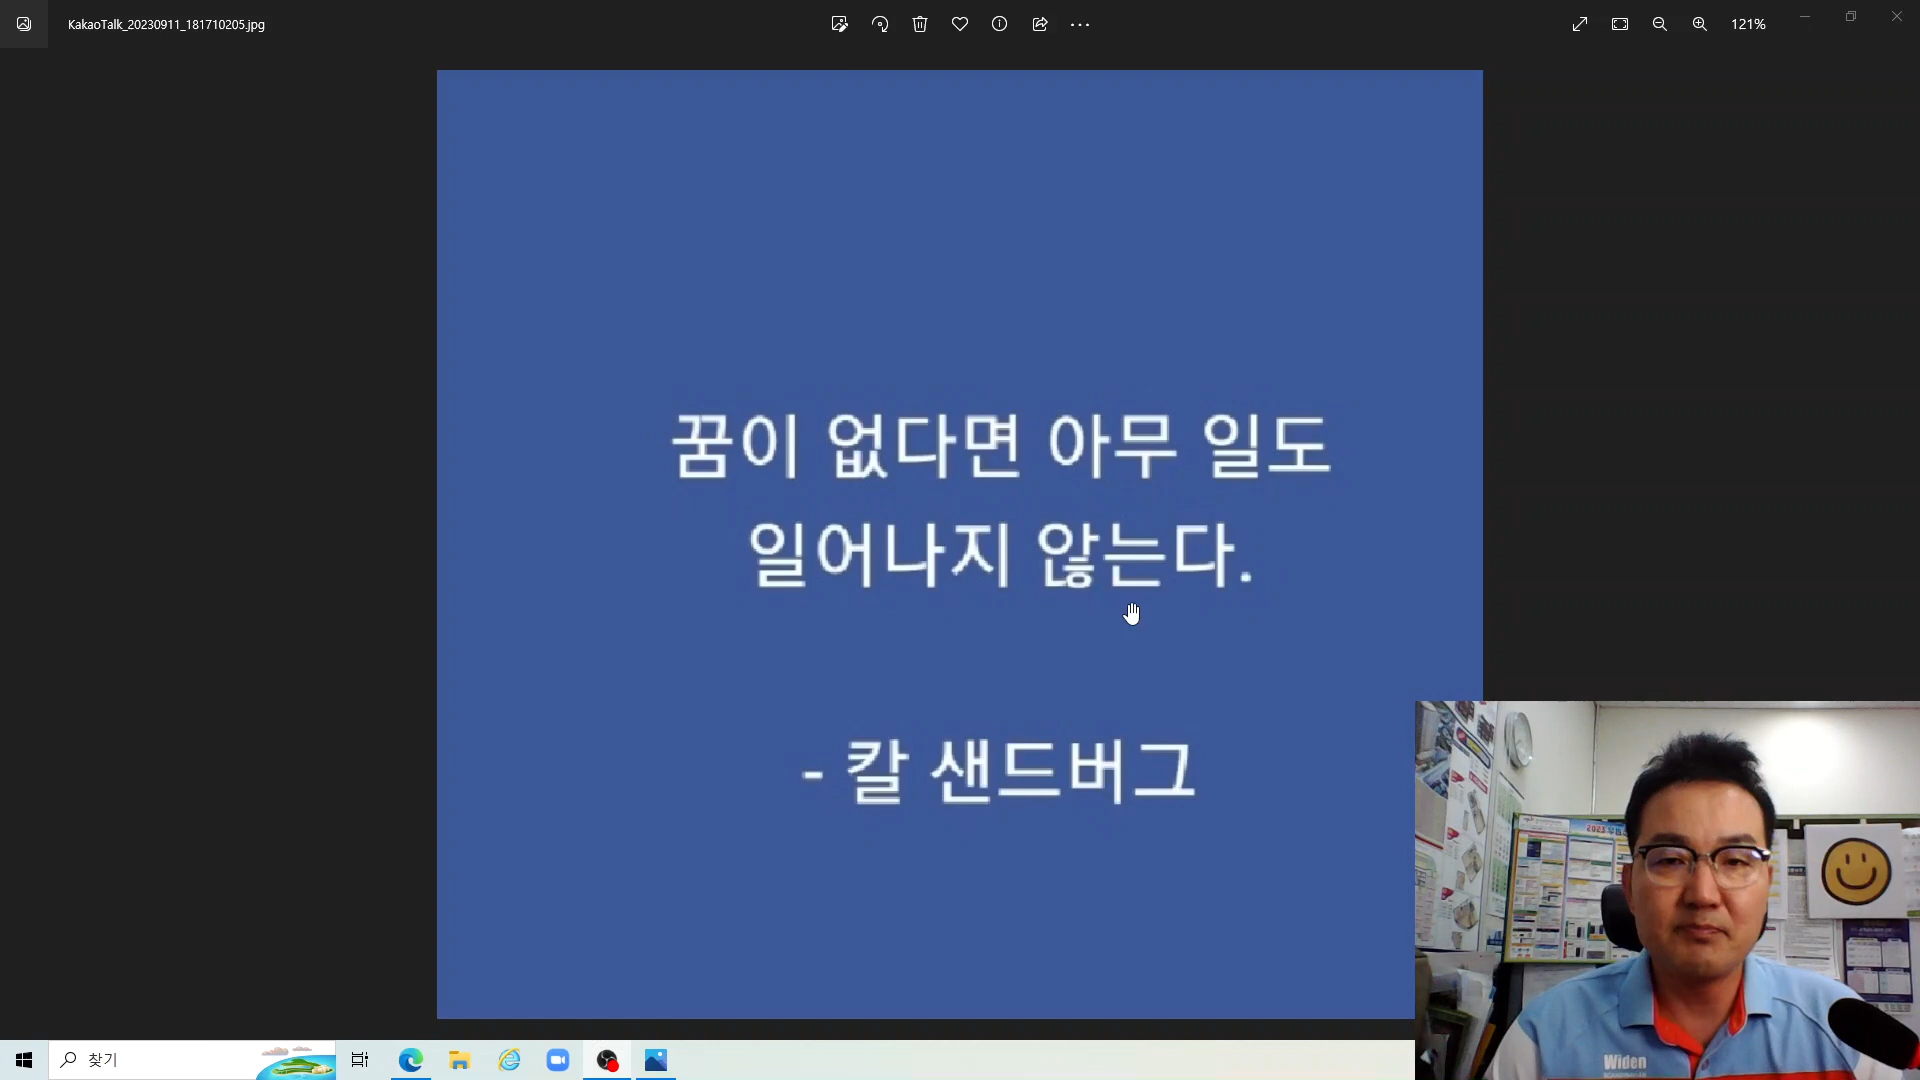 KakaoTalk_20230911_181710205.jpg
121%
꿈이 없다면 아무 일도
일어나지 않는다.
- 칼 샌드버그
찾기
Widen